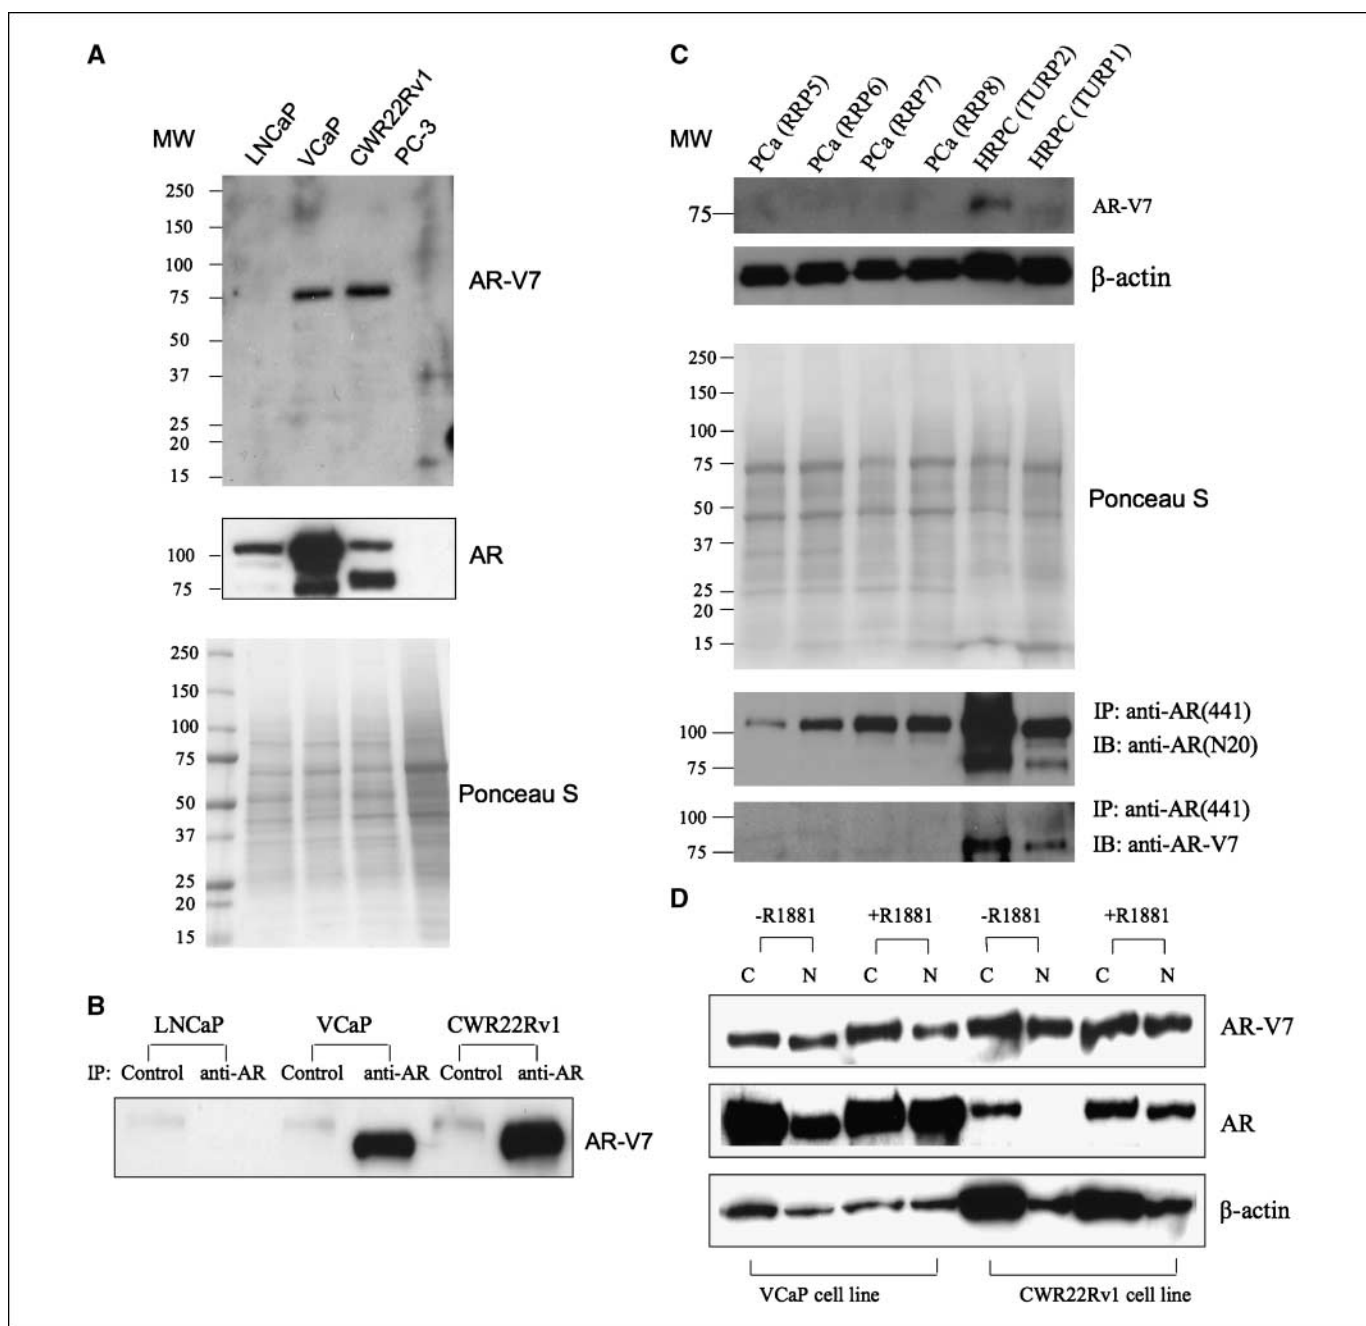 A
MW
LNCaP
VCaP
CWR22Rv1
PC-3
250
150
100
75
50
37
25
20
15
AR-V7
100
75
AR
250
150
100
75
50
37
25
20
15
Ponceau S
B
LNCaP
VCaP
CWR22Rv1
IP: Control anti-AR Control anti-AR Control anti-AR
AR-V7
C
MW
PCa (RRP5)
PCa (RRP6)
PCa (RRP7)
PCa (RRP8)
HRPC (TURP2)
HRPC (TURP1)
75
AR-V7
β-actin
250
150
100
75
50
37
25
20
15
Ponceau S
100
75
IP: anti-AR(441)
IB: anti-AR(N20)
100
75
IP: anti-AR(441)
IB: anti-AR-V7
D
-R1881 +R1881 -R1881 +R1881
C N C N C N C N
AR-V7
AR
β-actin
VCaP cell line
CWR22Rv1 cell line